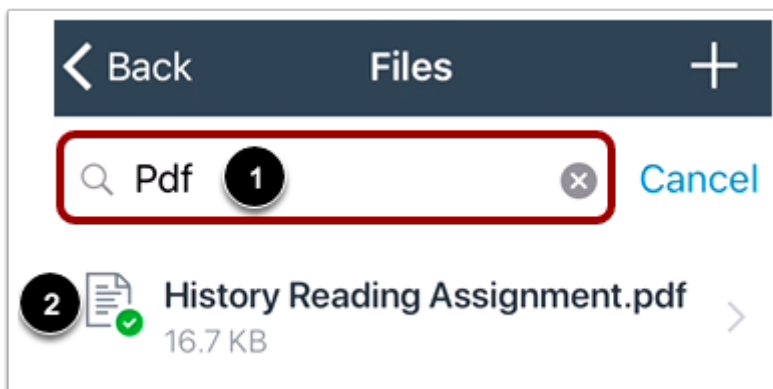 Back Files +
Pdf 1 Cancel
2 History Reading Assignment.pdf
16.7 KB